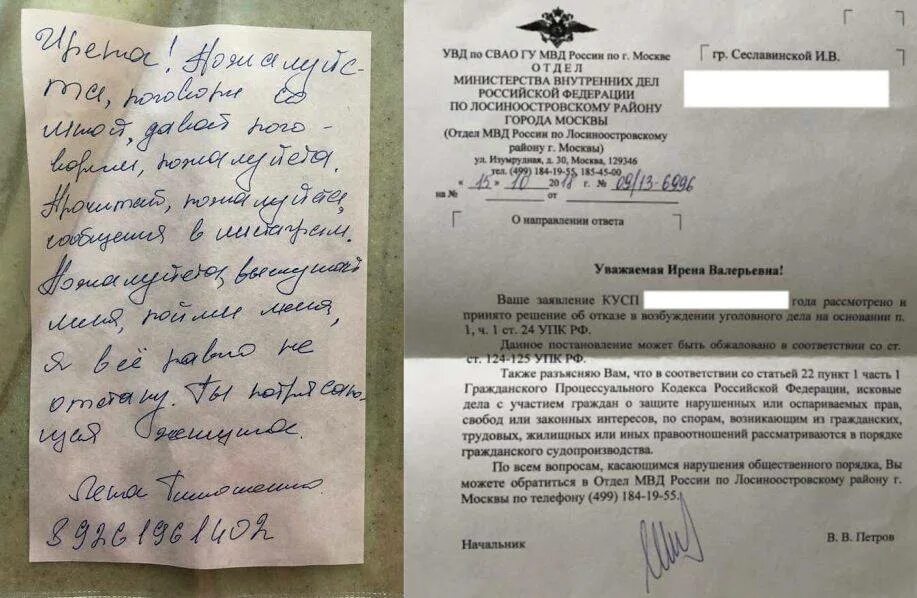 Ирена! Пожалуйс-
та, поговори со
мной, давай пого-
ворим, пожалуйста.
Прочитай, пожалуйста,
сообщения в инстаграм.
Пожалуйста, выслушай
меня, пойми меня,
я всё равно не
отстану. Ты потрясаю-
щая женщина.
Лена Тимошенко
89261961402
УВД по СВАО ГУ МВД России по г. Москве
ОТДЕЛ
МИНИСТЕРСТВА ВНУТРЕННИХ ДЕЛ
РОССИЙСКОЙ ФЕДЕРАЦИИ
ПО ЛОСИНООСТРОВСКОМУ РАЙОНУ
ГОРОДА МОСКВЫ
(Отдел МВД России по Лосиноостровскому
району г. Москвы)
ул. Изумрудная, д. 30, Москва, 129346
тел. (499) 184-19-55, 185-45-00
« 15 » 10 2018 г. № 09/13-6996
на № от
гр. Сеславинской И.В.
О направлении ответа
Уважаемая Ирена Валерьевна!
Ваше заявление КУСП года рассмотрено и
принято решение об отказе в возбуждении уголовного дела на основании п.
1, ч. 1 ст. 24 УПК РФ.
Данное постановление может быть обжаловано в соответствии со ст.
ст. 124-125 УПК РФ.
Также разъясняю Вам, что в соответствии со статьей 22 пункт 1 часть 1
Гражданского Процессуального Кодекса Российской Федерации, исковые
дела с участием граждан о защите нарушенных или оспариваемых прав,
свобод или законных интересов, по спорам, возникающим из гражданских,
трудовых, жилищных или иных правоотношений рассматриваются в порядке
гражданского судопроизводства.
По всем вопросам, касающимся нарушения общественного порядка, Вы
можете обратиться в Отдел МВД России по Лосиноостровскому району г.
Москвы по телефону (499) 184-19-55.
Начальник
В. В. Петров